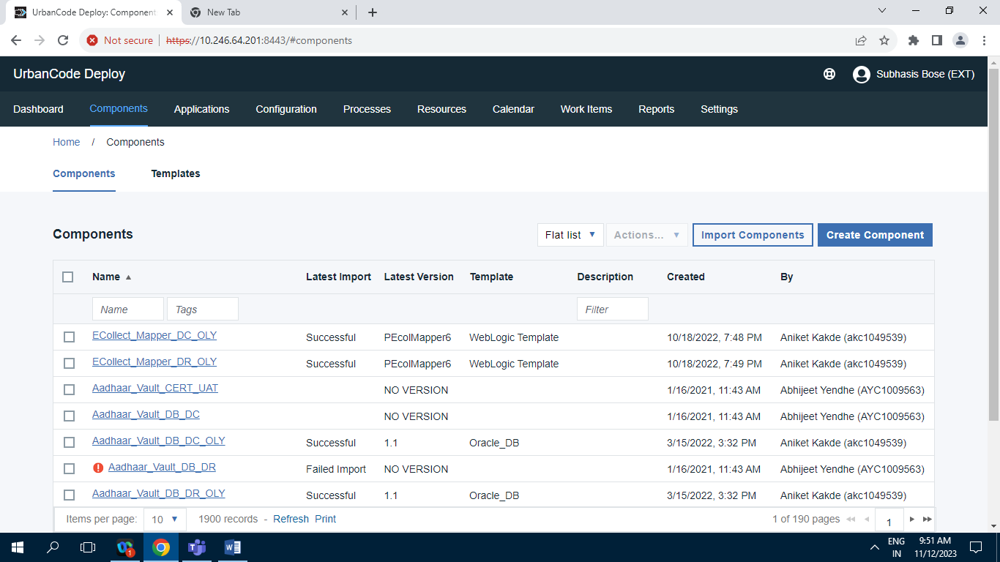 UrbanCode Deploy: Component
New Tab
Not secure https://10.246.64.201:8443/#components
UrbanCode Deploy Subhasis Bose (EXT)
Dashboard Components Applications Configuration Processes Resources Calendar Work Items Reports Settings
Home / Components
Components Templates
Components Flat list Actions... Import Components Create Component
Name Latest Import Latest Version Template Description Created By
Name Tags Filter
ECollect_Mapper_DC_OLY Successful PEcolMapper6 WebLogic Template 10/18/2022, 7:48 PM Aniket Kakde (akc1049539)
ECollect_Mapper_DR_OLY Successful PEcolMapper6 WebLogic Template 10/18/2022, 7:49 PM Aniket Kakde (akc1049539)
Aadhaar_Vault_CERT_UAT NO VERSION 1/16/2021, 11:43 AM Abhijeet Yendhe (AYC1009563)
Aadhaar_Vault_DB_DC NO VERSION 1/16/2021, 11:43 AM Abhijeet Yendhe (AYC1009563)
Aadhaar_Vault_DB_DC_OLY Successful 1.1 Oracle_DB 3/15/2022, 3:32 PM Aniket Kakde (akc1049539)
Aadhaar_Vault_DB_DR Failed Import NO VERSION 1/16/2021, 11:43 AM Abhijeet Yendhe (AYC1009563)
Aadhaar_Vault_DB_DR_OLY Successful 1.1 Oracle_DB 3/15/2022, 3:32 PM Aniket Kakde (akc1049539)
Items per page: 10 1900 records - Refresh Print 1 of 190 pages 1
1
ENG 9:51 AM
IN 11/12/2023